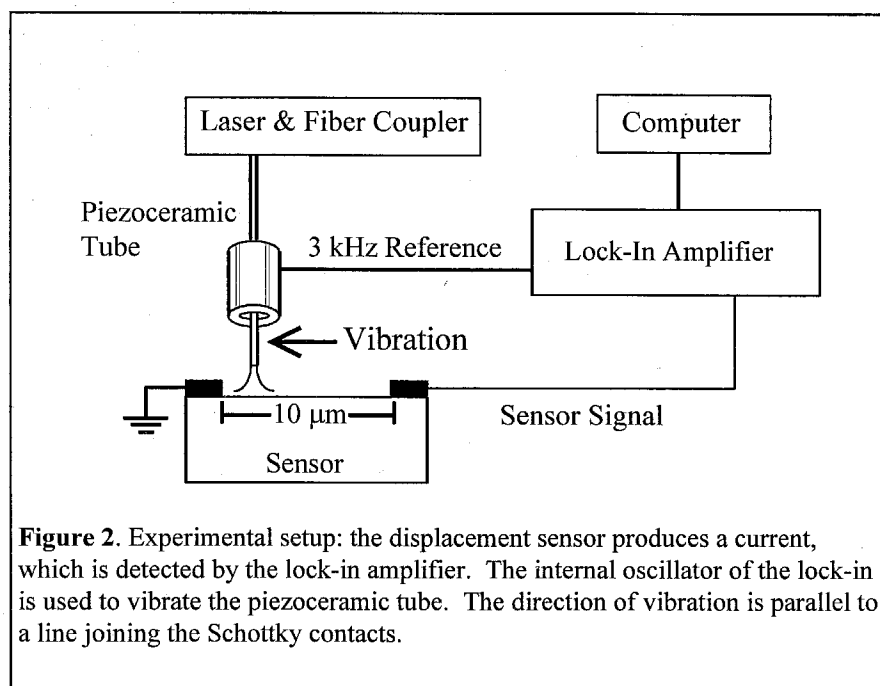 Laser & Fiber Coupler
Computer
Piezoceramic
Tube
3 kHz Reference
Lock-In Amplifier
Vibration
10 μm
Sensor Signal
Sensor
Figure 2. Experimental setup: the displacement sensor produces a current,
which is detected by the lock-in amplifier. The internal oscillator of the lock-in
is used to vibrate the piezoceramic tube. The direction of vibration is parallel to
a line joining the Schottky contacts.